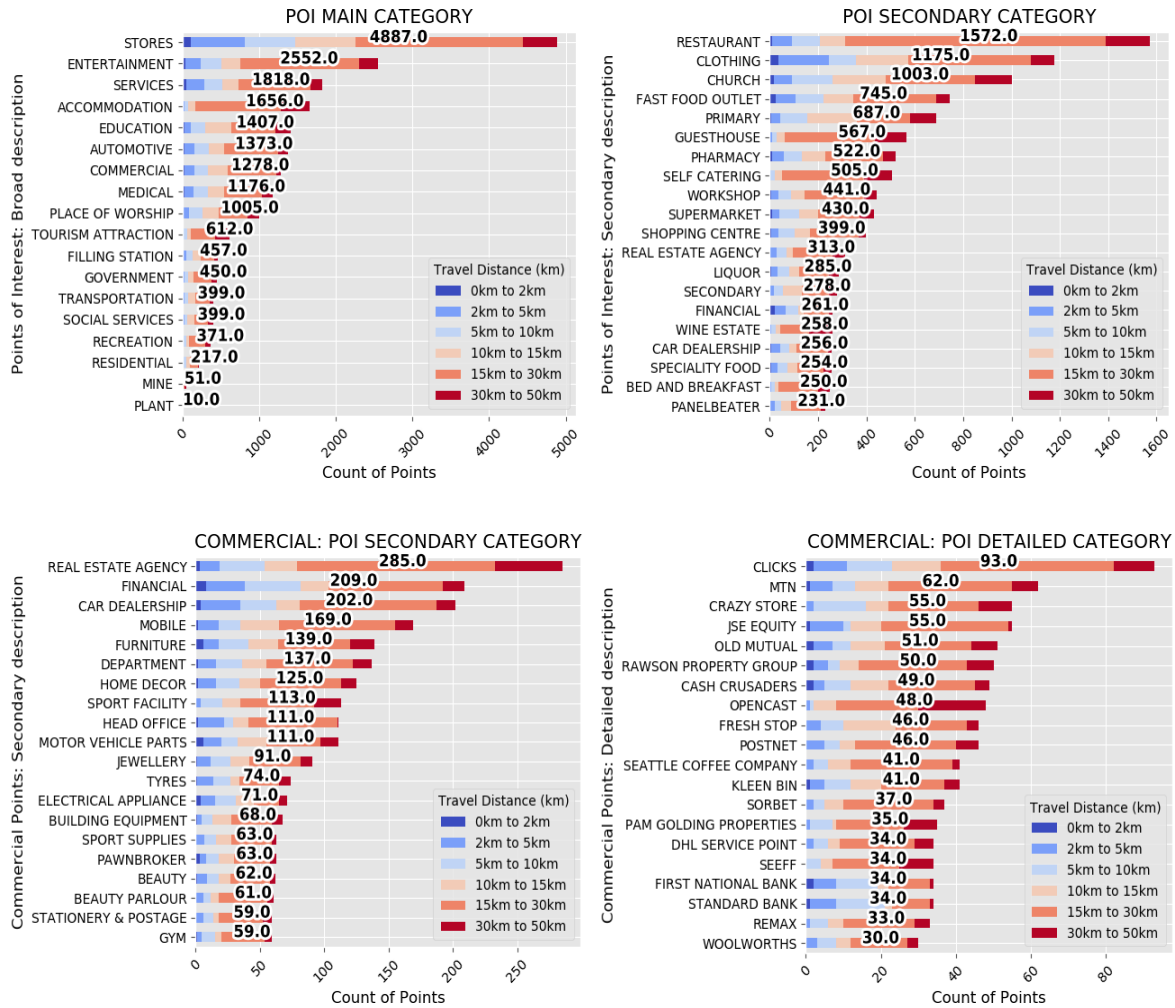 POI MAIN CATEGORY
Points of Interest: Broad description
STORES 4887.0
ENTERTAINMENT 2552.0
SERVICES 1818.0
ACCOMMODATION 1656.0
EDUCATION 1407.0
AUTOMOTIVE 1373.0
COMMERCIAL 1278.0
MEDICAL 1176.0
PLACE OF WORSHIP 1005.0
TOURISM ATTRACTION 612.0
FILLING STATION 457.0
GOVERNMENT 450.0
TRANSPORTATION 399.0
SOCIAL SERVICES 399.0
RECREATION 371.0
RESIDENTIAL 217.0
MINE 51.0
PLANT 10.0
Travel Distance (km)
0km to 2km
2km to 5km
5km to 10km
10km to 15km
15km to 30km
30km to 50km
0 1000 2000 3000 4000 5000
Count of Points
POI SECONDARY CATEGORY
Points of Interest: Secondary description
RESTAURANT 1572.0
CLOTHING 1175.0
CHURCH 1003.0
FAST FOOD OUTLET 745.0
PRIMARY 687.0
GUESTHOUSE 567.0
PHARMACY 522.0
SELF CATERING 505.0
WORKSHOP 441.0
SUPERMARKET 430.0
SHOPPING CENTRE 399.0
REAL ESTATE AGENCY 313.0
LIQUOR 285.0
SECONDARY 278.0
FINANCIAL 261.0
WINE ESTATE 258.0
CAR DEALERSHIP 256.0
SPECIALITY FOOD 254.0
BED AND BREAKFAST 250.0
PANELBEATER 231.0
Travel Distance (km)
0km to 2km
2km to 5km
5km to 10km
10km to 15km
15km to 30km
30km to 50km
0 200 400 600 800 1000 1200 1400 1600
Count of Points
COMMERCIAL: POI SECONDARY CATEGORY
Commercial Points: Secondary description
REAL ESTATE AGENCY 285.0
FINANCIAL 209.0
CAR DEALERSHIP 202.0
MOBILE 169.0
FURNITURE 139.0
DEPARTMENT 137.0
HOME DECOR 125.0
SPORT FACILITY 113.0
HEAD OFFICE 111.0
MOTOR VEHICLE PARTS 111.0
JEWELLERY 91.0
TYRES 74.0
ELECTRICAL APPLIANCE 71.0
BUILDING EQUIPMENT 68.0
SPORT SUPPLIES 63.0
PAWNBROKER 63.0
BEAUTY 62.0
BEAUTY PARLOUR 61.0
STATIONERY & POSTAGE 59.0
GYM 59.0
Travel Distance (km)
0km to 2km
2km to 5km
5km to 10km
10km to 15km
15km to 30km
30km to 50km
0 50 100 150 200 250
Count of Points
COMMERCIAL: POI DETAILED CATEGORY
Commercial Points: Detailed description
CLICKS 93.0
MTN 62.0
CRAZY STORE 55.0
JSE EQUITY 55.0
OLD MUTUAL 51.0
RAWSON PROPERTY GROUP 50.0
CASH CRUSADERS 49.0
OPENCAST 48.0
FRESH STOP 46.0
POSTNET 46.0
SEATTLE COFFEE COMPANY 41.0
KLEEN BIN 41.0
SORBET 37.0
PAM GOLDING PROPERTIES 35.0
DHL SERVICE POINT 34.0
SEEFF 34.0
FIRST NATIONAL BANK 34.0
STANDARD BANK 34.0
REMAX 33.0
WOOLWORTHS 30.0
Travel Distance (km)
0km to 2km
2km to 5km
5km to 10km
10km to 15km
15km to 30km
30km to 50km
0 20 40 60 80
Count of Points